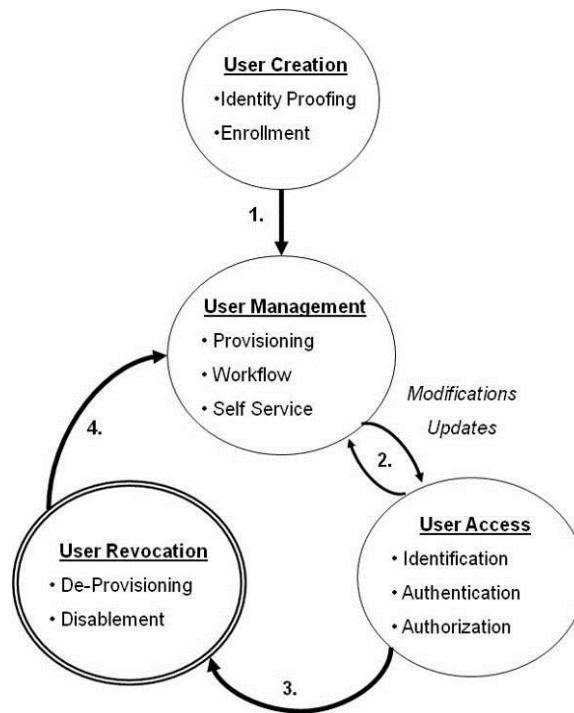 User Creation
•Identity Proofing
•Enrollment
1.
User Management
• Provisioning
• Workflow
• Self Service
Modifications
Updates
2.
4.
User Revocation
• De-Provisioning
• Disablement
User Access
• Identification
• Authentication
• Authorization
3.